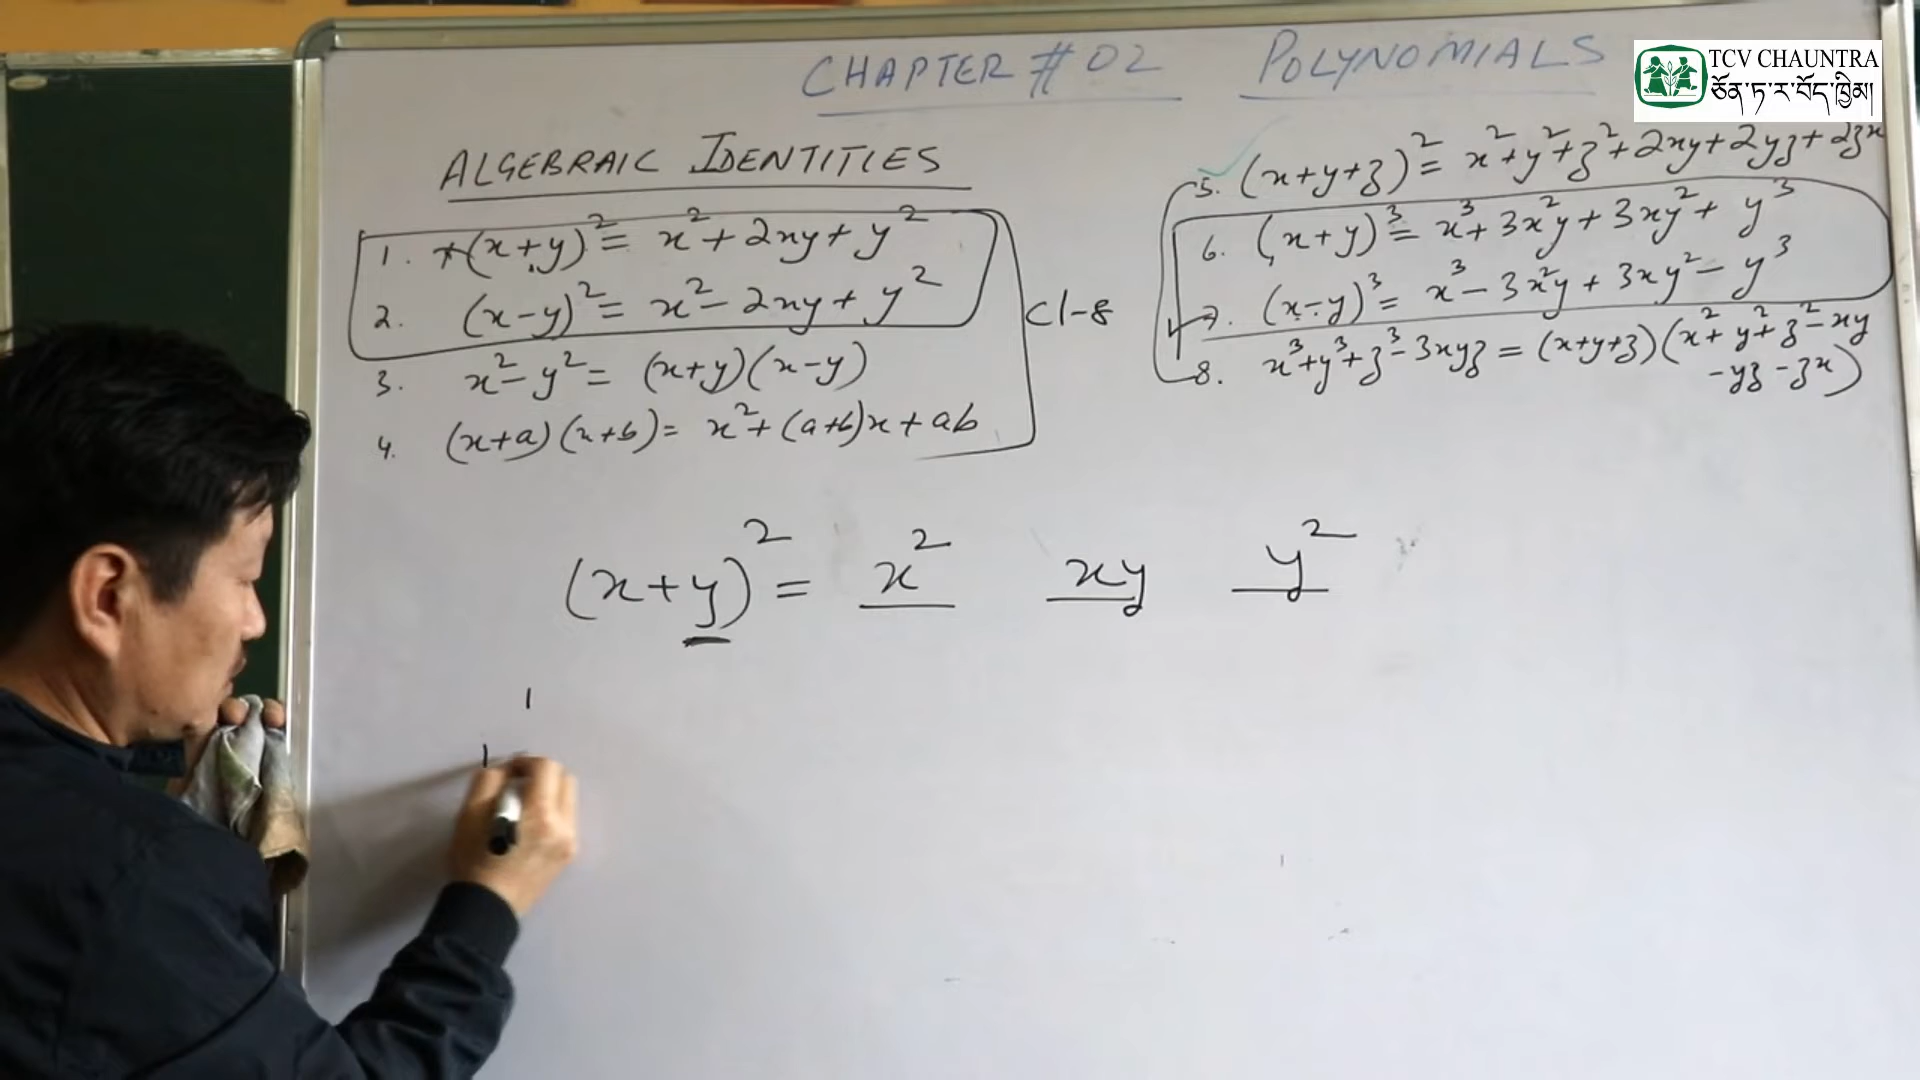 CHAPTER # 02 POLYNOMIALS
TCV CHAUNTRA
ཅོན་ཏ་ར་བོད་ཁྱིམ།
ALGEBRAIC IDENTITIES
1. *(x+y)² = x² + 2xy + y²
2. (x-y)² = x² - 2xy + y²
3. x² - y² = (x+y)(x-y)
4. (x+a)(x+b) = x² + (a+b)x + ab
Cl-8
5. (x+y+z)² = x² + y² + z² + 2xy + 2yz + 2zx
6. (x+y)³ = x³ + 3x²y + 3xy² + y³
7. (x-y)³ = x³ - 3x²y + 3xy² - y³
8. x³ + y³ + z³ - 3xyz = (x+y+z)(x² + y² + z² - xy
- yz - zx)
(x+y)² = x² xy y²
1
1